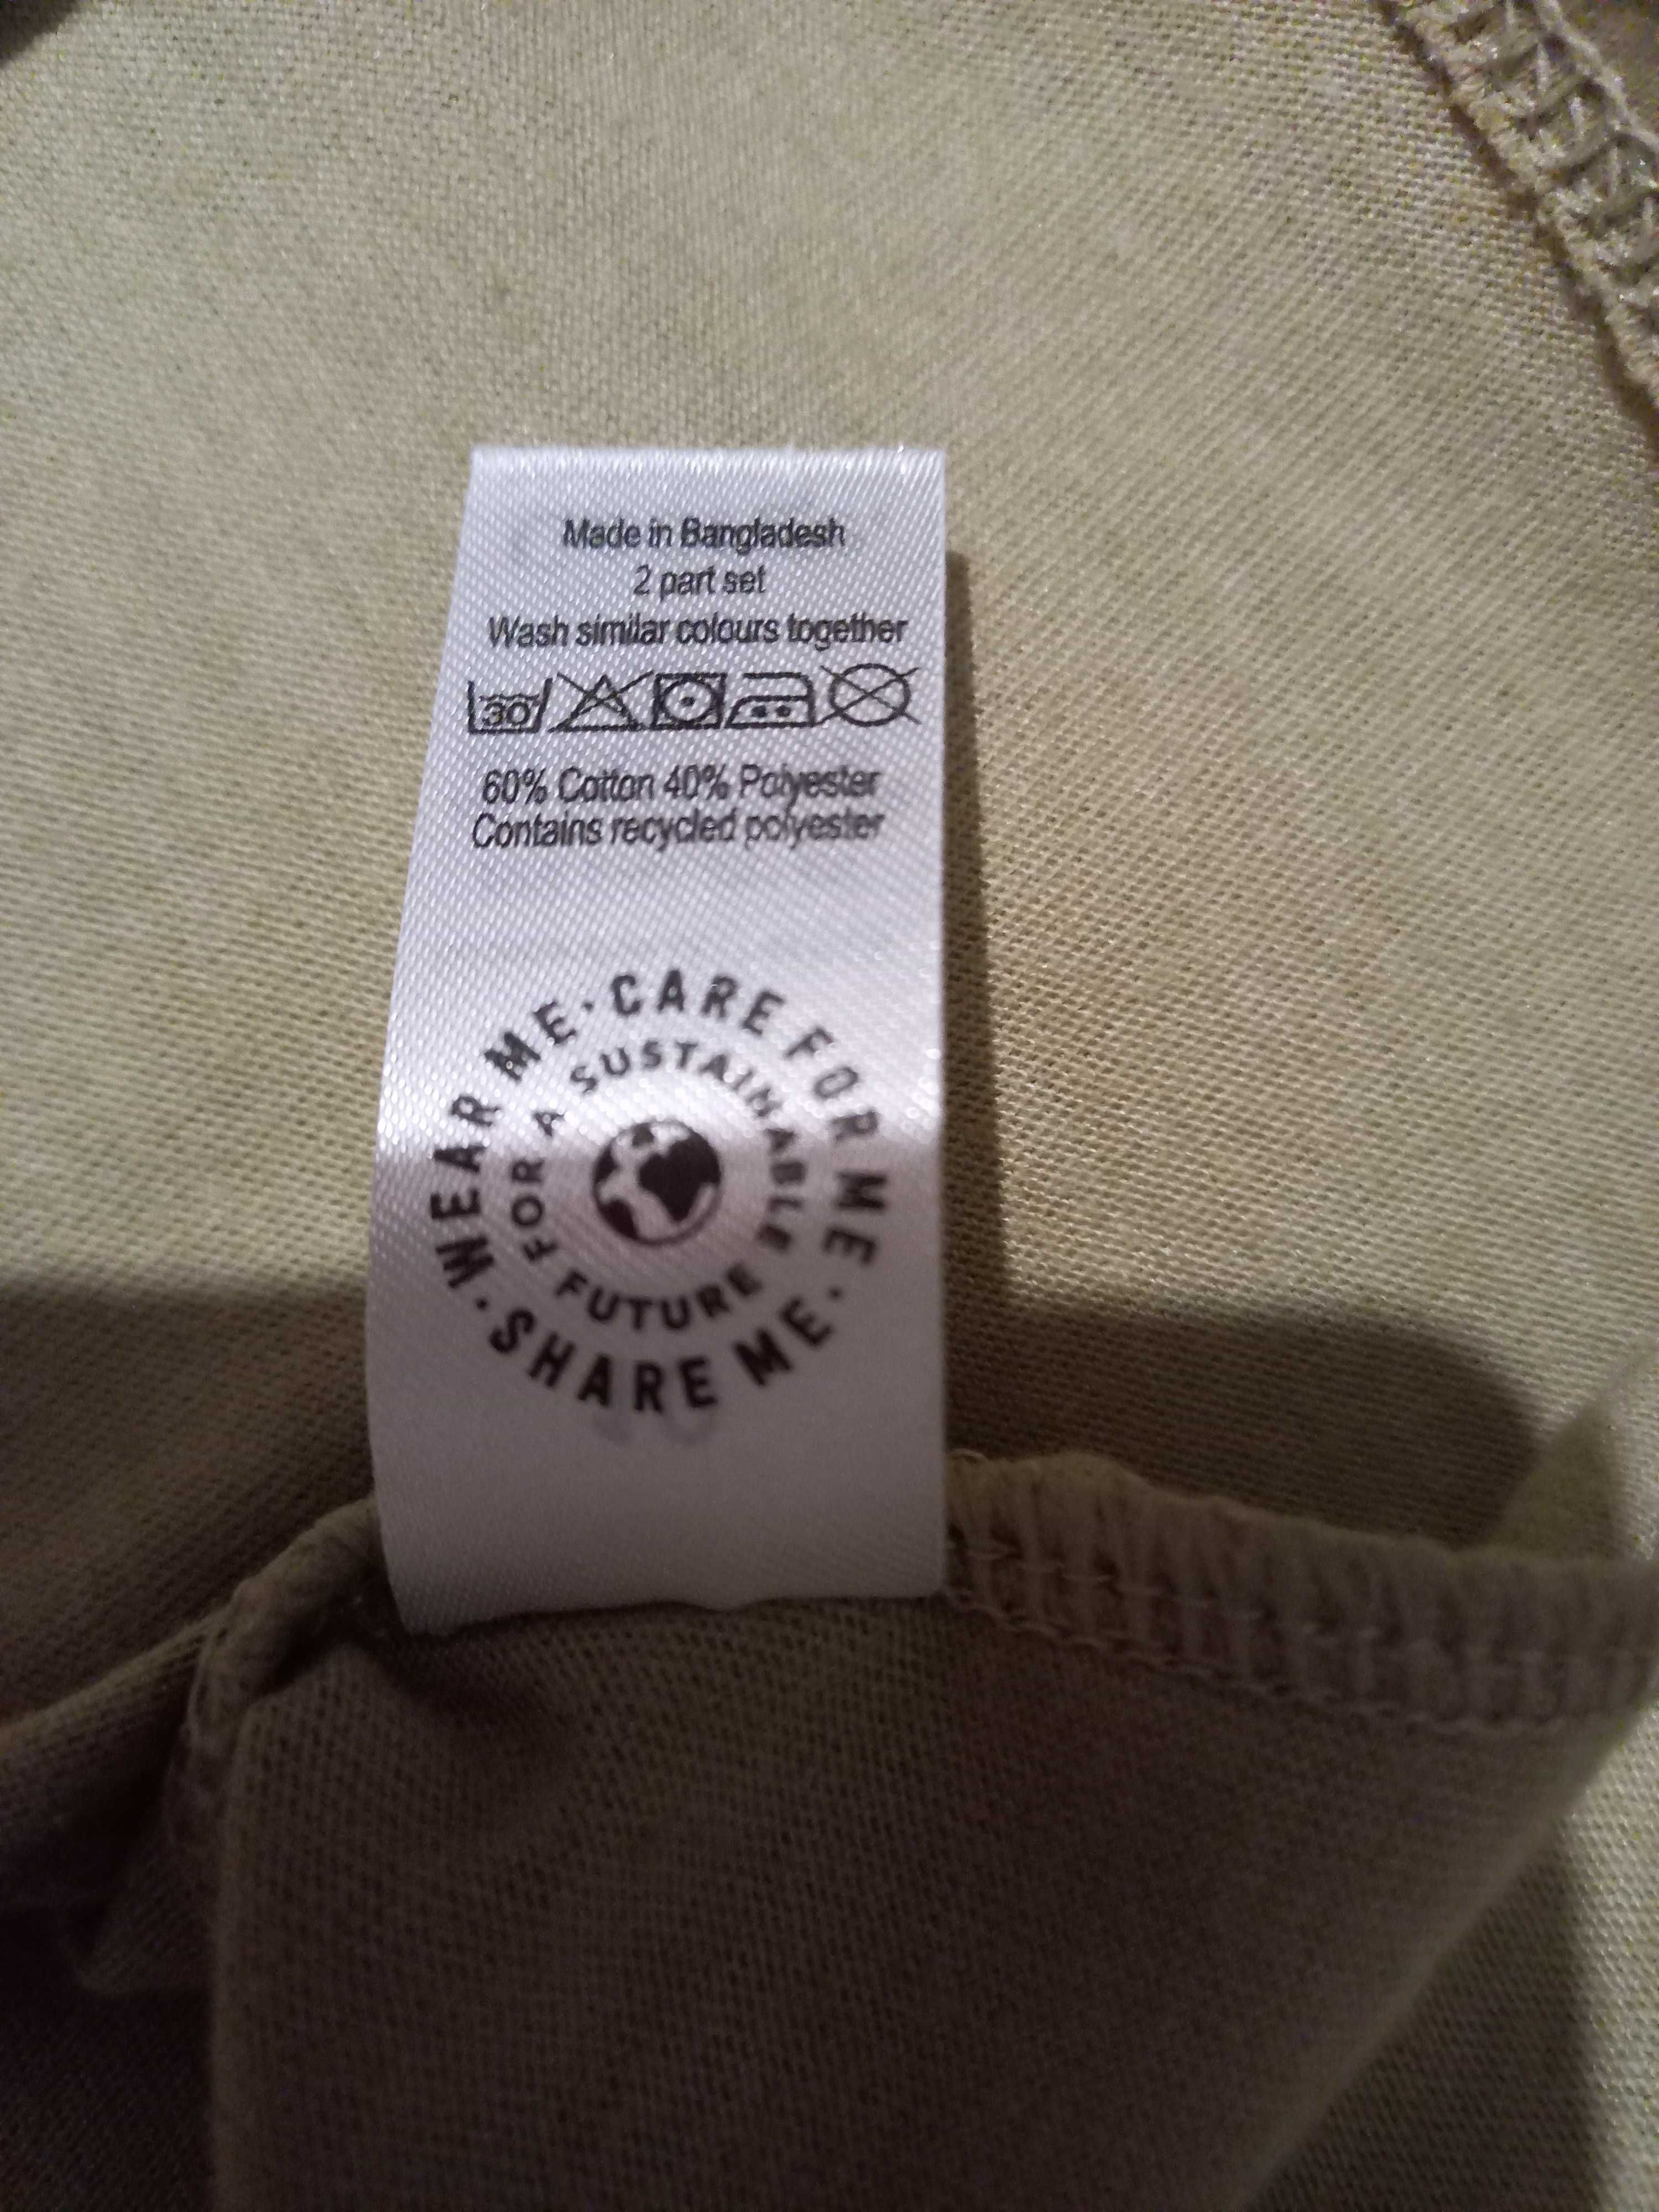 Made in Bangladesh
2 part set
Wash similar colours together
30
60% Cotton 40% Polyester
Contains recycled polyester
WEAR ME · CARE FOR ME · SHARE ME ·
FOR A SUSTAINABLE FUTURE